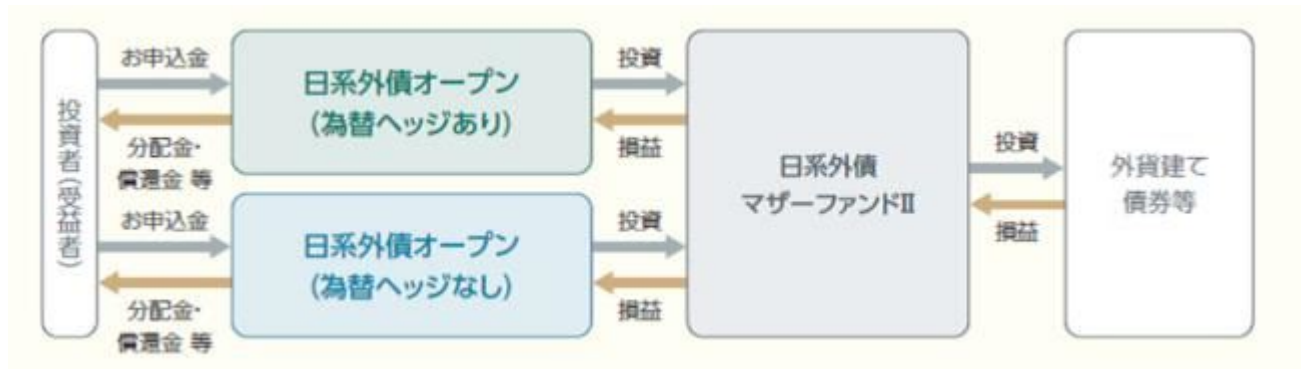 投資者(受益者)
お申込金
分配金・
償還金 等
日系外債オープン
(為替ヘッジあり)
投資
損益
お申込金
分配金・
償還金 等
日系外債オープン
(為替ヘッジなし)
投資
損益
日系外債
マザーファンドⅡ
投資
損益
外貨建て
債券等